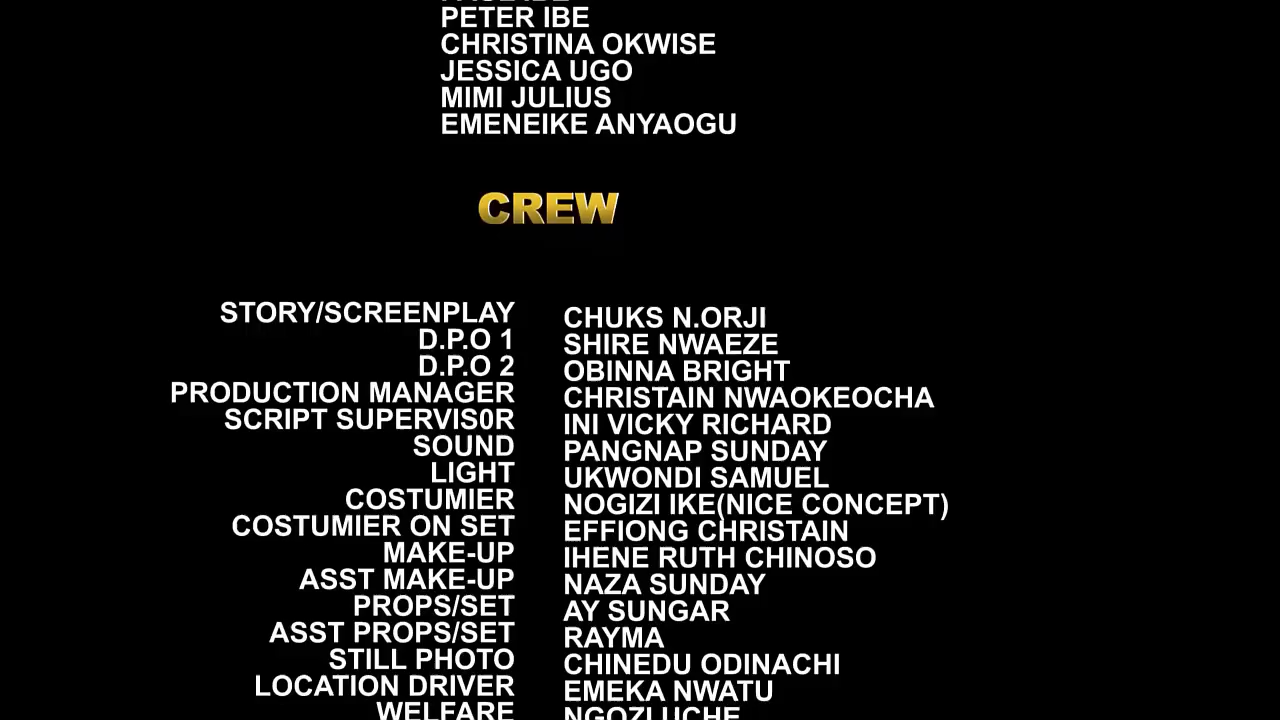 PETER IBE
CHRISTINA OKWISE
JESSICA UGO
MIMI JULIUS
EMENEIKE ANYAOGU
CREW
STORY/SCREENPLAY CHUKS N.ORJI
D.P.O 1 SHIRE NWAEZE
D.P.O 2 OBINNA BRIGHT
PRODUCTION MANAGER CHRISTAIN NWAOKEOCHA
SCRIPT SUPERVIS0R INI VICKY RICHARD
SOUND PANGNAP SUNDAY
LIGHT UKWONDI SAMUEL
COSTUMIER NOGIZI IKE(NICE CONCEPT)
COSTUMIER ON SET EFFIONG CHRISTAIN
MAKE-UP IHENE RUTH CHINOSO
ASST MAKE-UP NAZA SUNDAY
PROPS/SET AY SUNGAR
ASST PROPS/SET RAYMA
STILL PHOTO CHINEDU ODINACHI
LOCATION DRIVER EMEKA NWATU
WELFARE NGOZI UCHE